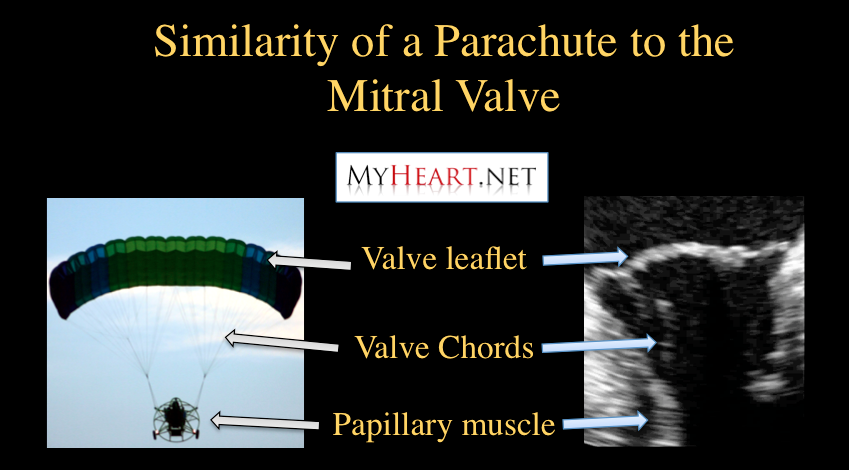 Similarity of a Parachute to the
Mitral Valve
MYHEART.NET
Valve leaflet
Valve Chords
Papillary muscle